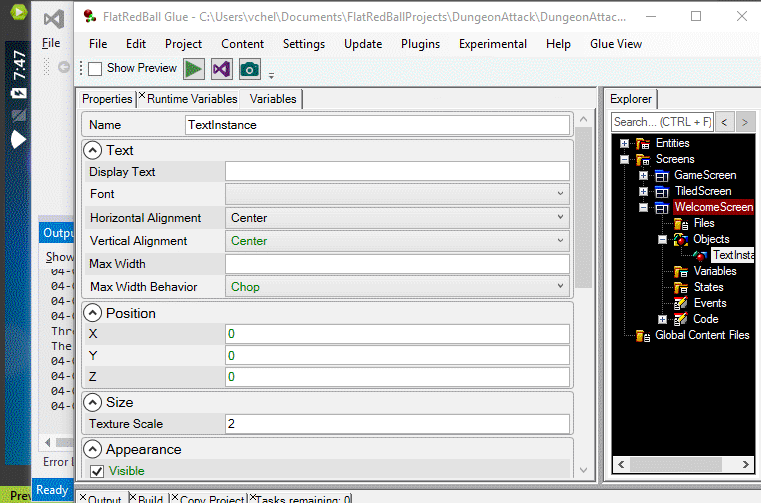 FlatRedBall Glue - C:\Users\vchel\Documents\FlatRedBallProjects\DungeonAttack\DungeonAttac...
7:47
File
File Edit Project Content Settings Update Plugins Experimental Help Glue View
Show Preview
Properties Runtime Variables Variables
Explorer
Name TextInstance
Search... (CTRL + F) < >
Text
Display Text
Font
Horizontal Alignment Center
Vertical Alignment Center
Max Width
Max Width Behavior Chop
Position
X 0
Y 0
Z 0
Size
Texture Scale 2
Appearance
Visible
Entities
Screens
GameScreen
TiledScreen
WelcomeScreen
Files
Objects
TextInsta
Variables
States
Events
Code
Global Content Files
Outpu
Show
04-0
04-0
04-0
04-0
Thre
The
04-0
04-0
04-0
Error L
Ready
Prev
Output Build Copy Project Tasks remaining: 0